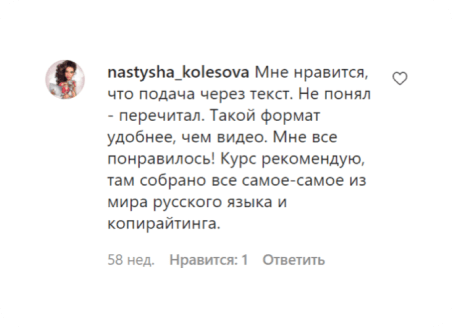 nastysha_kolesova Мне нравится,
что подача через текст. Не понял
- перечитал. Такой формат
удобнее, чем видео. Мне все
понравилось! Курс рекомендую,
там собрано все самое-самое из
мира русского языка и
копирайтинга.
58 нед. Нравится: 1 Ответить